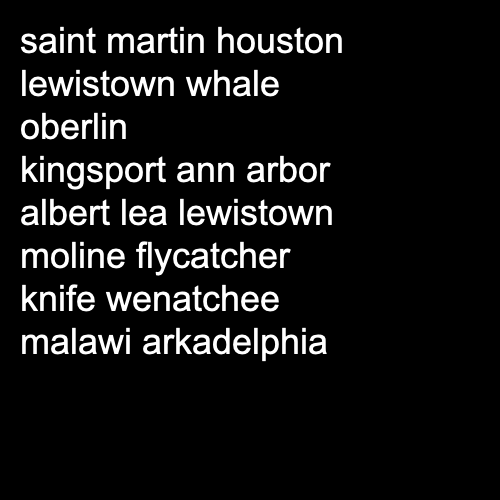 saint martin houston
lewistown whale
oberlin
kingsport ann arbor
albert lea lewistown
moline flycatcher
knife wenatchee
malawi arkadelphia